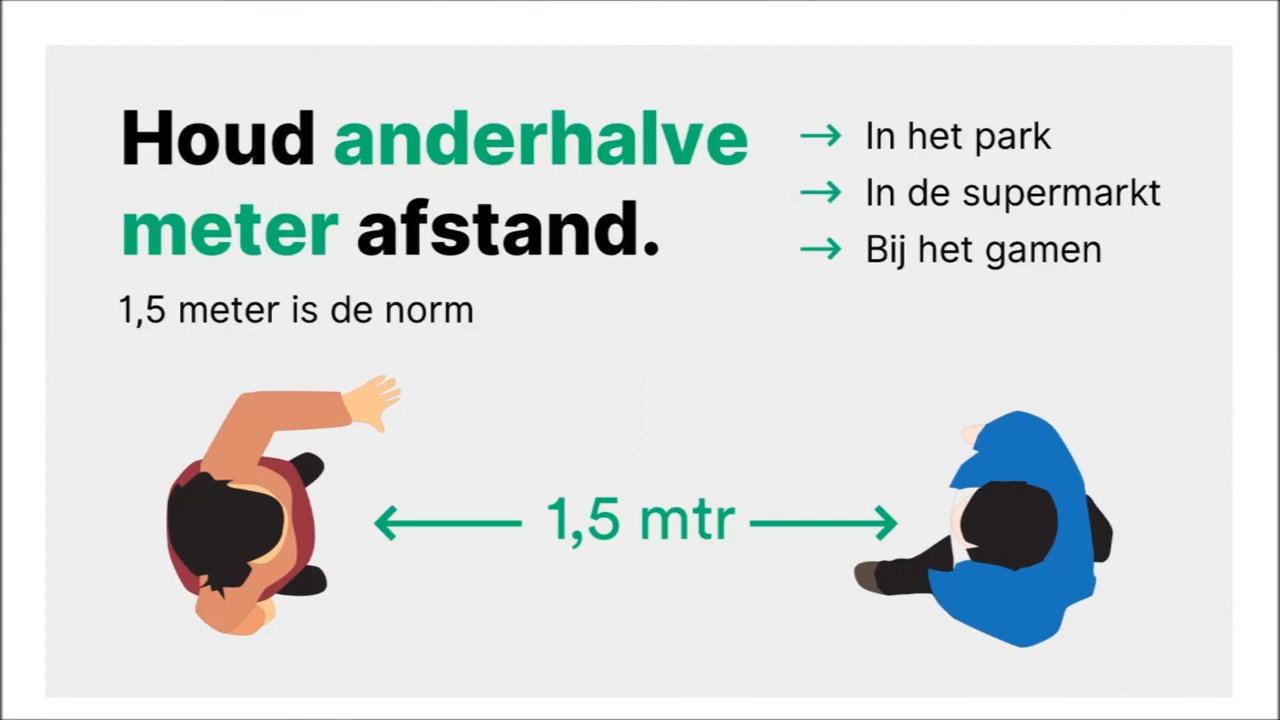 Houd anderhalve
meter afstand.
1,5 meter is de norm
→ In het park
→ In de supermarkt
→ Bij het gamen
1,5 mtr